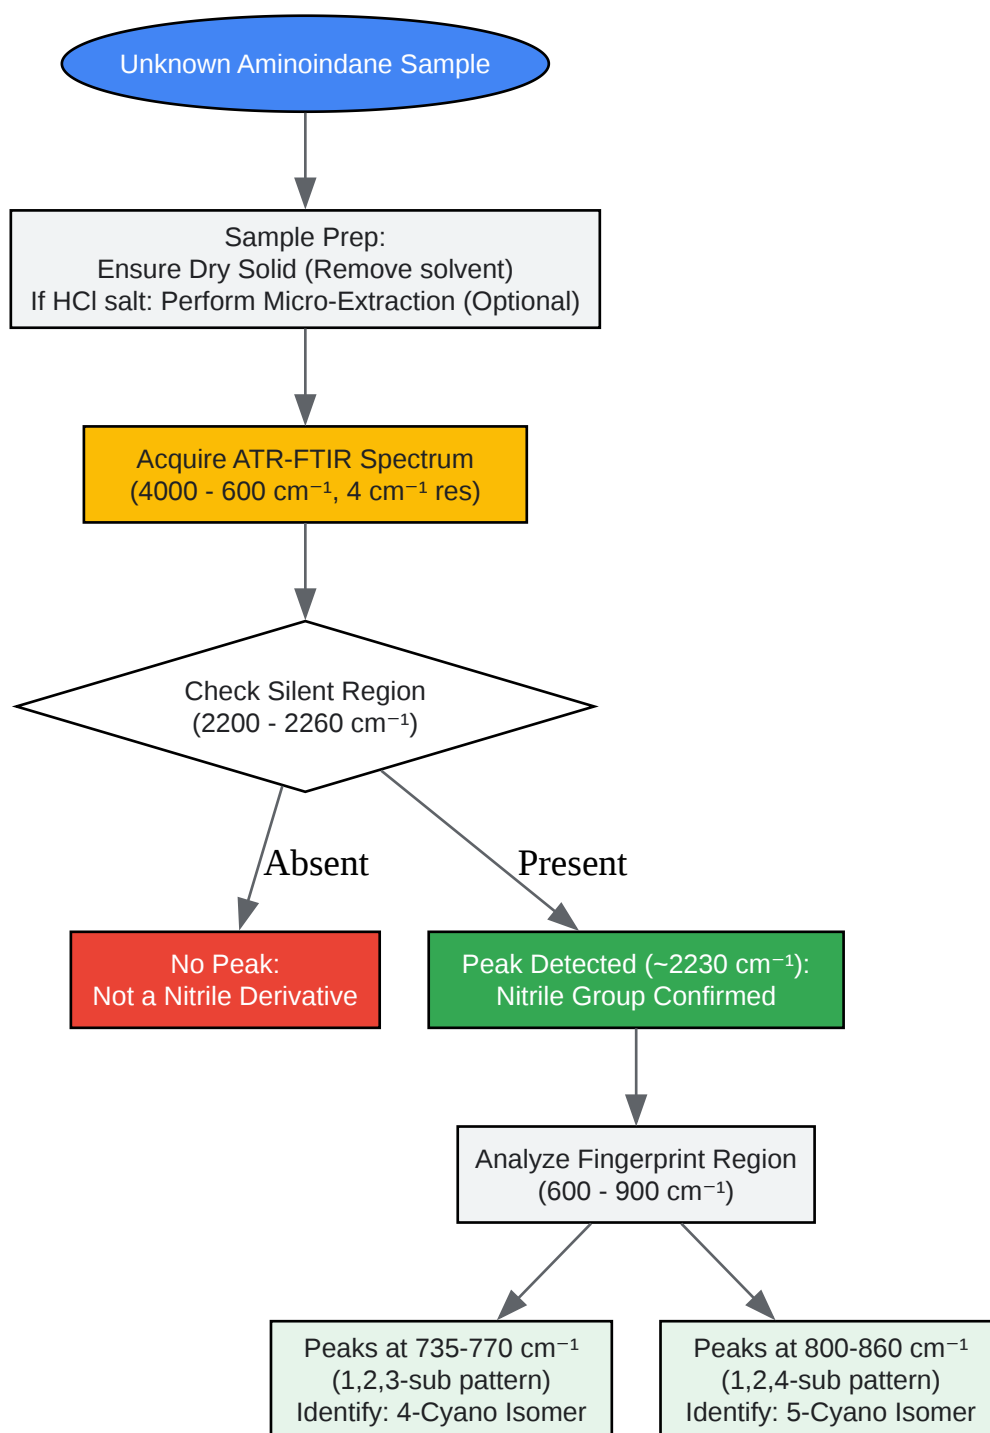 Unknown Aminoindane Sample
Sample Prep:
Ensure Dry Solid (Remove solvent)
If HCl salt: Perform Micro-Extraction (Optional)
Acquire ATR-FTIR Spectrum
(4000 - 600 cm⁻¹, 4 cm⁻¹ res)
Check Silent Region
(2200 - 2260 cm⁻¹)
Absent
Present
No Peak:
Not a Nitrile Derivative
Peak Detected (~2230 cm⁻¹):
Nitrile Group Confirmed
Analyze Fingerprint Region
(600 - 900 cm⁻¹)
Peaks at 735-770 cm⁻¹
(1,2,3-sub pattern)
Identify: 4-Cyano Isomer
Peaks at 800-860 cm⁻¹
(1,2,4-sub pattern)
Identify: 5-Cyano Isomer